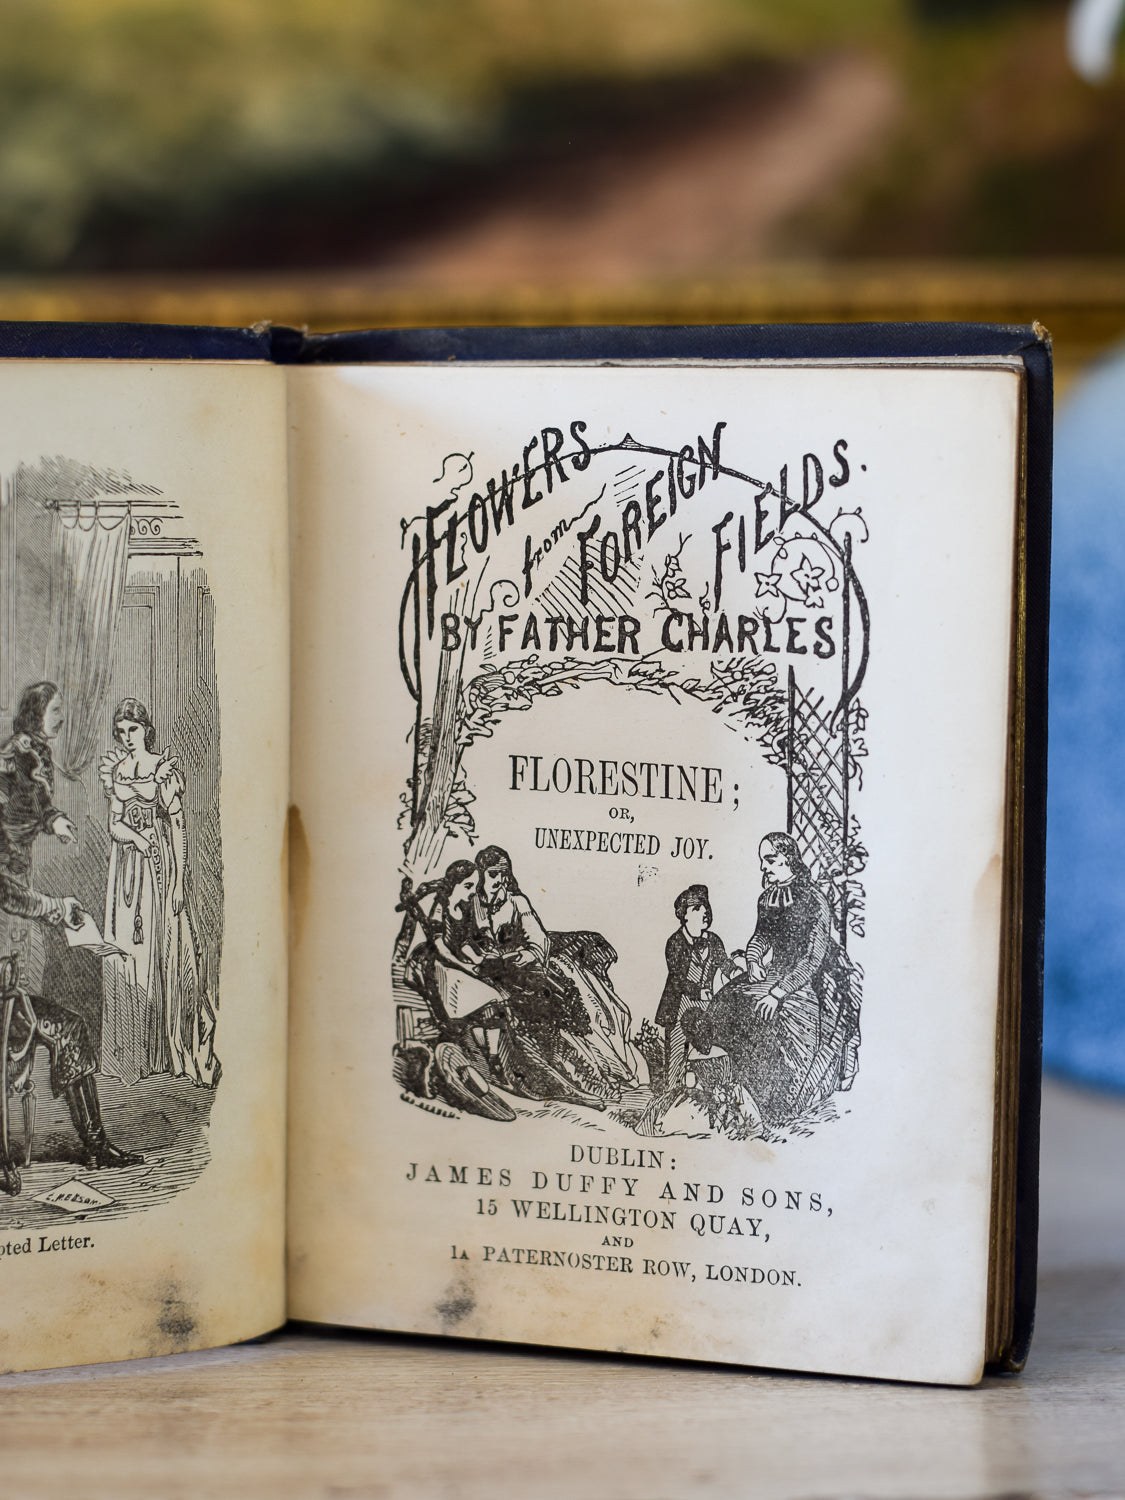 pted Letter.
FLOWERS
from FOREIGN
FIELDS.
BY FATHER CHARLES
FLORESTINE;
OR,
UNEXPECTED JOY.
DUBLIN:
JAMES DUFFY AND SONS,
15 WELLINGTON QUAY,
AND
1A PATERNOSTER ROW, LONDON.